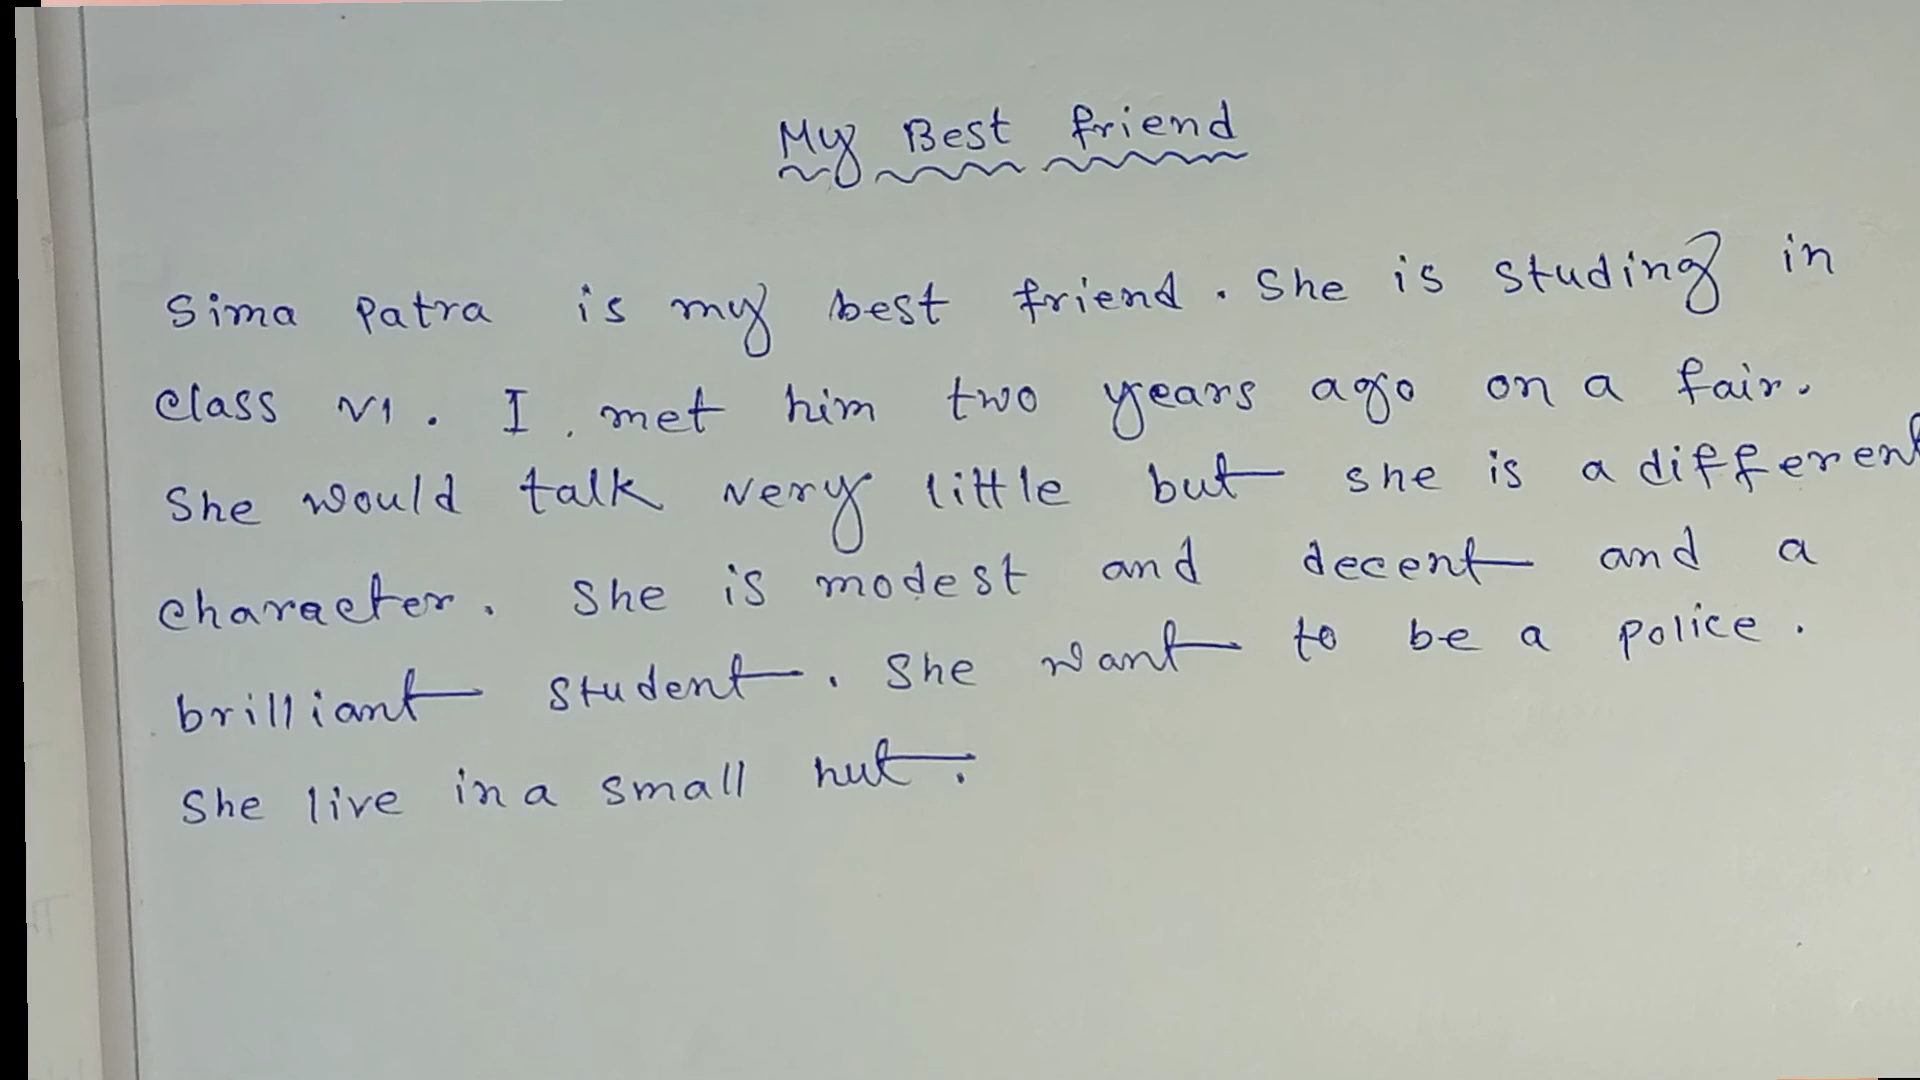 My Best friend
Sima Patra is my best friend. She is studing in
class VI. I met him two years ago on a fair.
She would talk very little but she is a different
character. She is modest and decent and a
brilliant student. She want to be a police.
She live in a small hut.